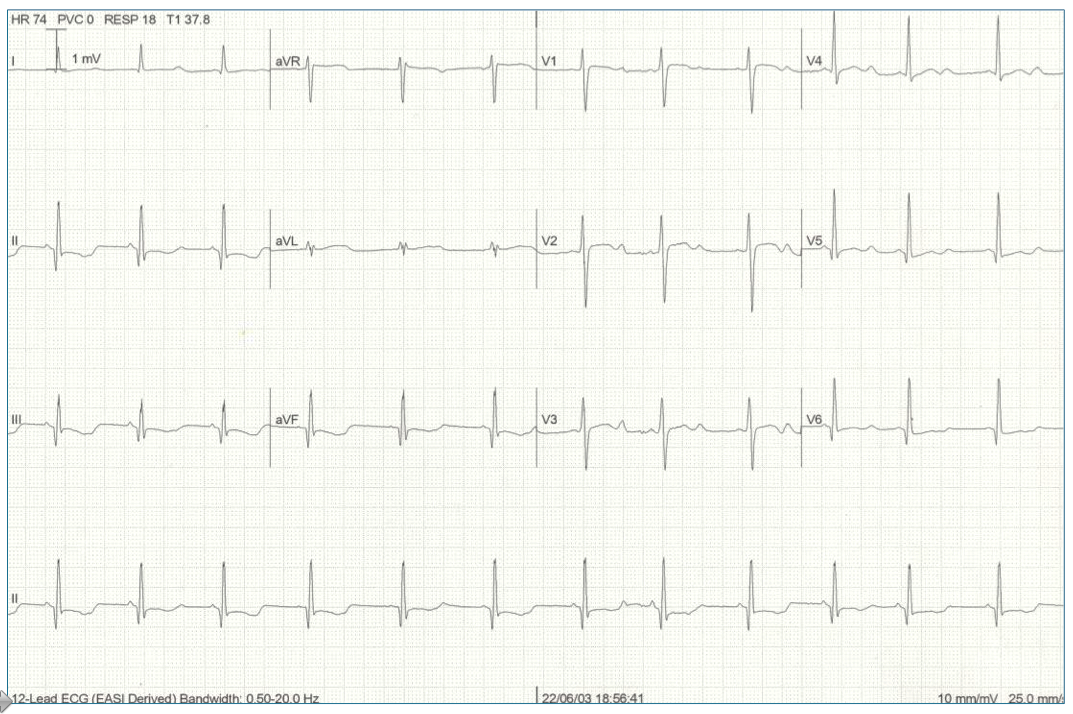 HR 74 PVC 0 RESP 18 T1 37.8
I
1 mV
aVR
V1
V4
II
aVL
V2
V5
III
aVF
V3
V6
II
12-Lead ECG (EASI Derived) Bandwidth: 0.50-20.0 Hz 22/06/03 18:56:41 10 mm/mV 25.0 mm/s